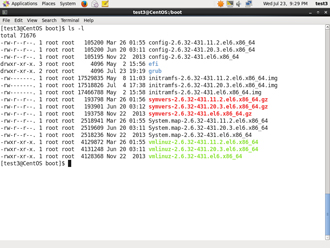 Applications Places System
Wed Jul 23, 9:29 PM test3
test3@CentOS:/boot
File Edit View Search Terminal Help
[test3@CentOS boot]$ ls -l
total 71676
-rw-r--r--. 1 root root 105200 Mar 26 01:55 config-2.6.32-431.11.2.el6.x86_64
-rw-r--r--. 1 root root 105200 Jun 20 03:11 config-2.6.32-431.20.3.el6.x86_64
-rw-r--r--. 1 root root 105195 Nov 22 2013 config-2.6.32-431.el6.x86_64
drwxr-xr-x. 3 root root 4096 May 2 15:56 efi
drwxr-xr-x. 2 root root 4096 Jul 23 19:19 grub
-rw-------. 1 root root 17529835 May 8 11:03 initramfs-2.6.32-431.11.2.el6.x86_64.img
-rw-------. 1 root root 17518826 Jul 4 17:38 initramfs-2.6.32-431.20.3.el6.x86_64.img
-rw-------. 1 root root 17466788 May 2 15:58 initramfs-2.6.32-431.el6.x86_64.img
-rw-r--r--. 1 root root 193798 Mar 26 01:56 symvers-2.6.32-431.11.2.el6.x86_64.gz
-rw-r--r--. 1 root root 193901 Jun 20 03:12 symvers-2.6.32-431.20.3.el6.x86_64.gz
-rw-r--r--. 1 root root 193758 Nov 22 2013 symvers-2.6.32-431.el6.x86_64.gz
-rw-r--r--. 1 root root 2518941 Mar 26 01:55 System.map-2.6.32-431.11.2.el6.x86_64
-rw-r--r--. 1 root root 2519609 Jun 20 03:11 System.map-2.6.32-431.20.3.el6.x86_64
-rw-r--r--. 1 root root 2518236 Nov 22 2013 System.map-2.6.32-431.el6.x86_64
-rwxr-xr-x. 1 root root 4129872 Mar 26 01:55 vmlinuz-2.6.32-431.11.2.el6.x86_64
-rwxr-xr-x. 1 root root 4131248 Jun 20 03:11 vmlinuz-2.6.32-431.20.3.el6.x86_64
-rwxr-xr-x. 1 root root 4128368 Nov 22 2013 vmlinuz-2.6.32-431.el6.x86_64
[test3@CentOS boot]$